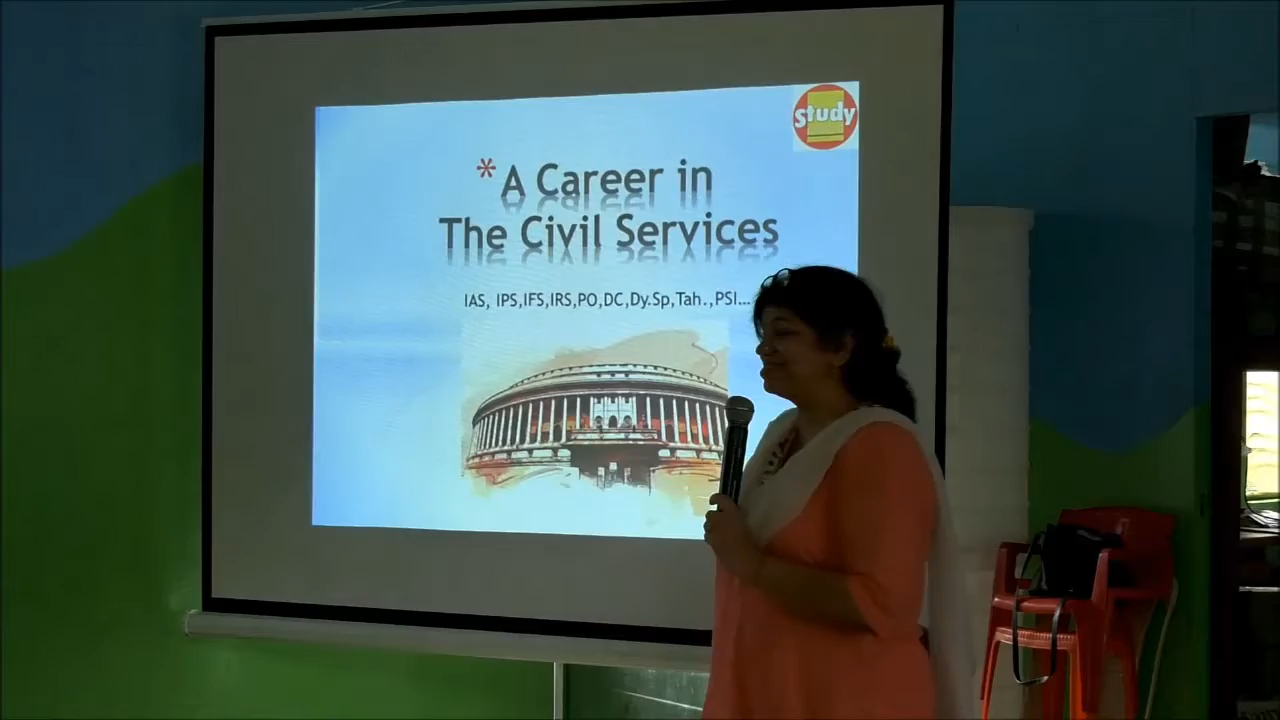 Study
*A Career in
The Civil Services
IAS, IPS,IFS,IRS,PO,DC,Dy.Sp,Tah.,PSI...